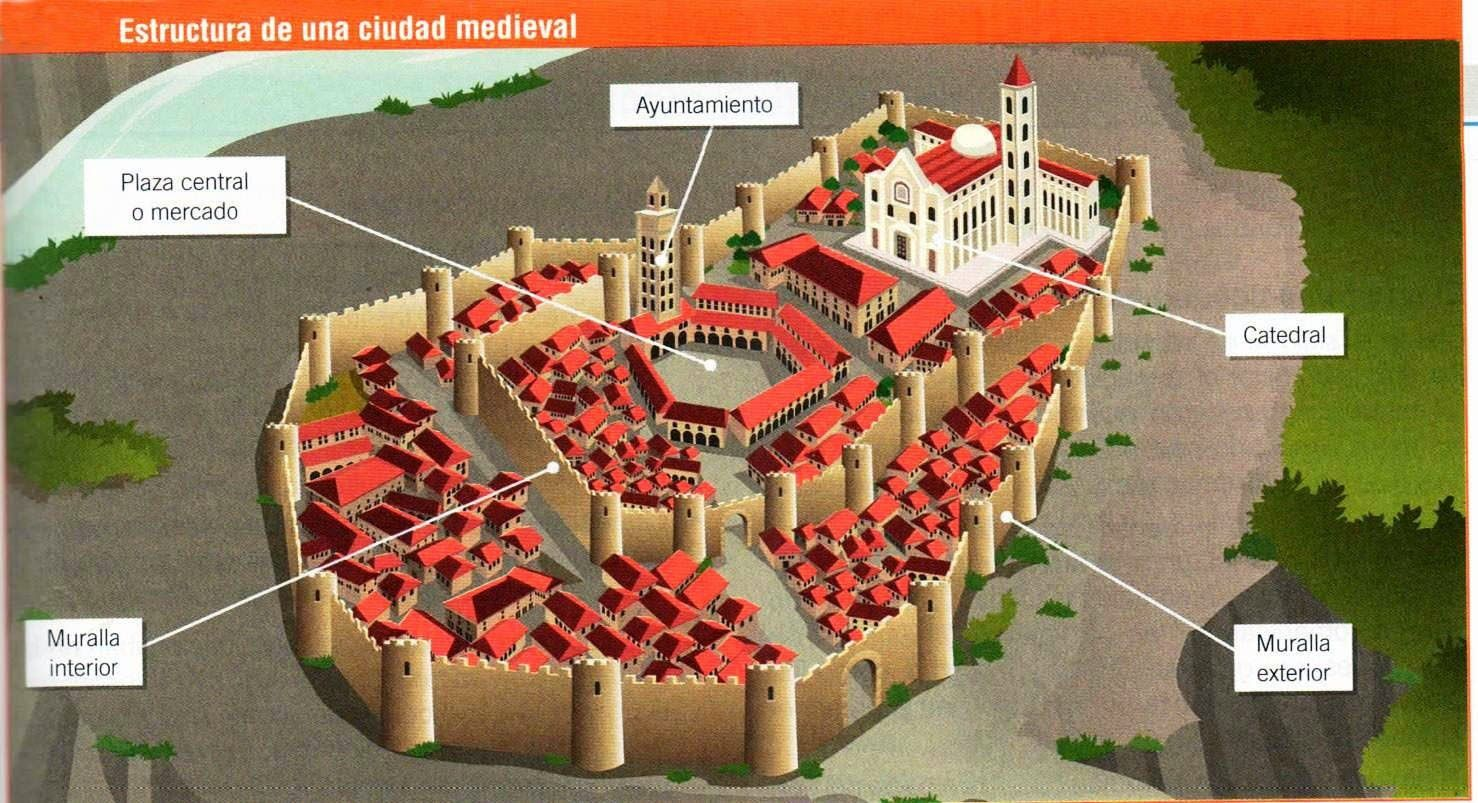 Estructura de una ciudad medieval
Ayuntamiento
Plaza central
o mercado
Catedral
Muralla
interior
Muralla
exterior